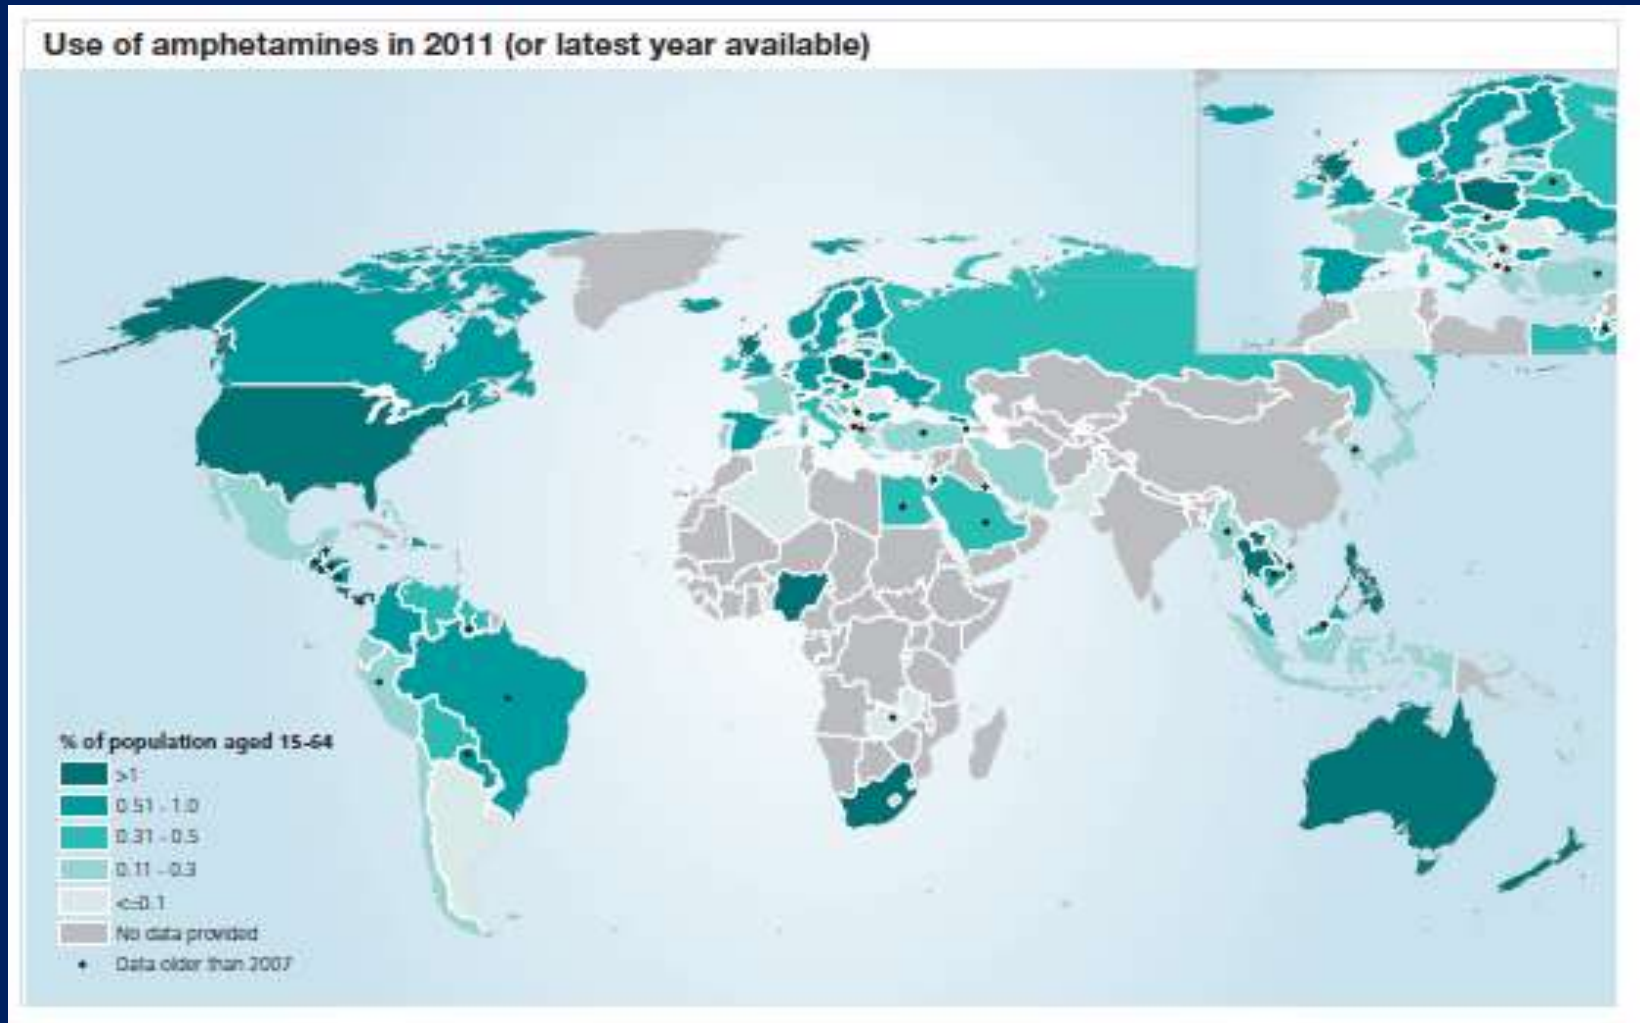 Use of amphetamines in 2011 (or latest year available)
% of population aged 15-64
>1
0.51 - 1.0
0.31 - 0.5
0.11 - 0.3
<=0.1
No data provided
Data older than 2007